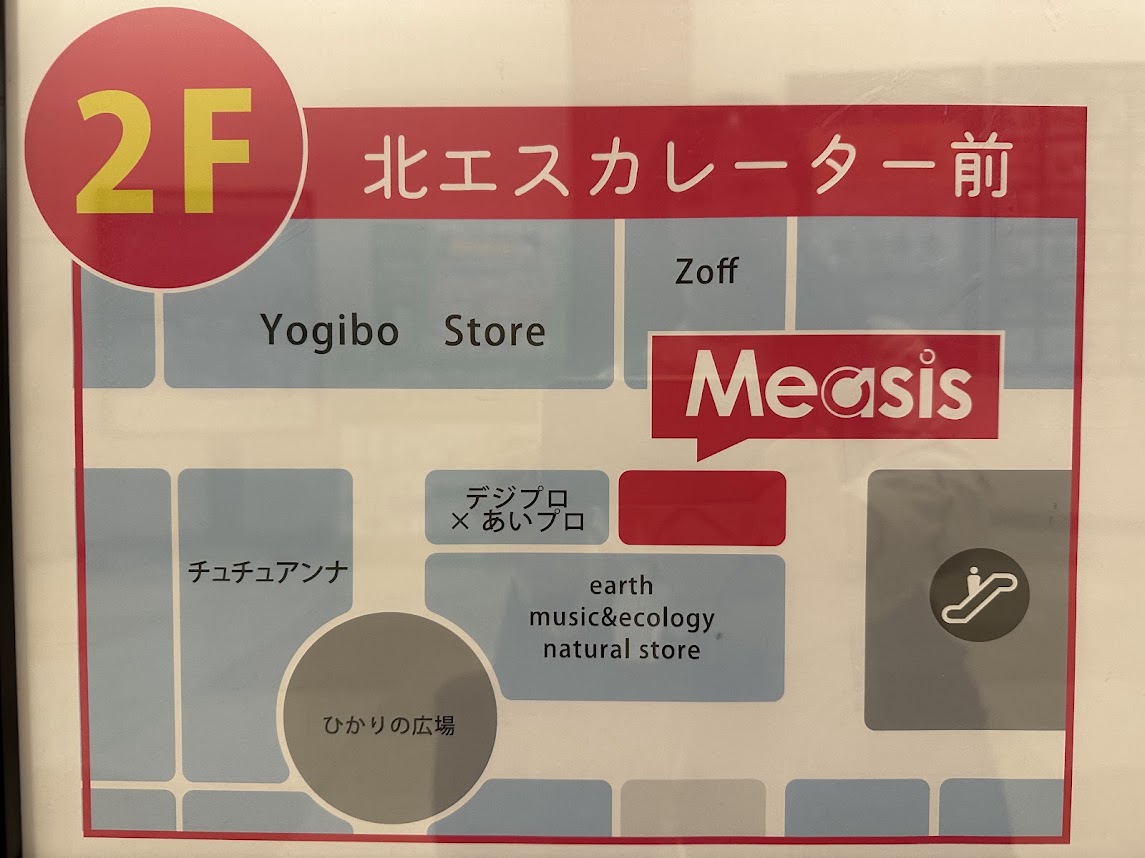 2F
北エスカレーター前
Zoff
Yogibo Store
Measis
デジプロ
× あいプロ
チュチュアンナ
earth
music&ecology
natural store
ひかりの広場